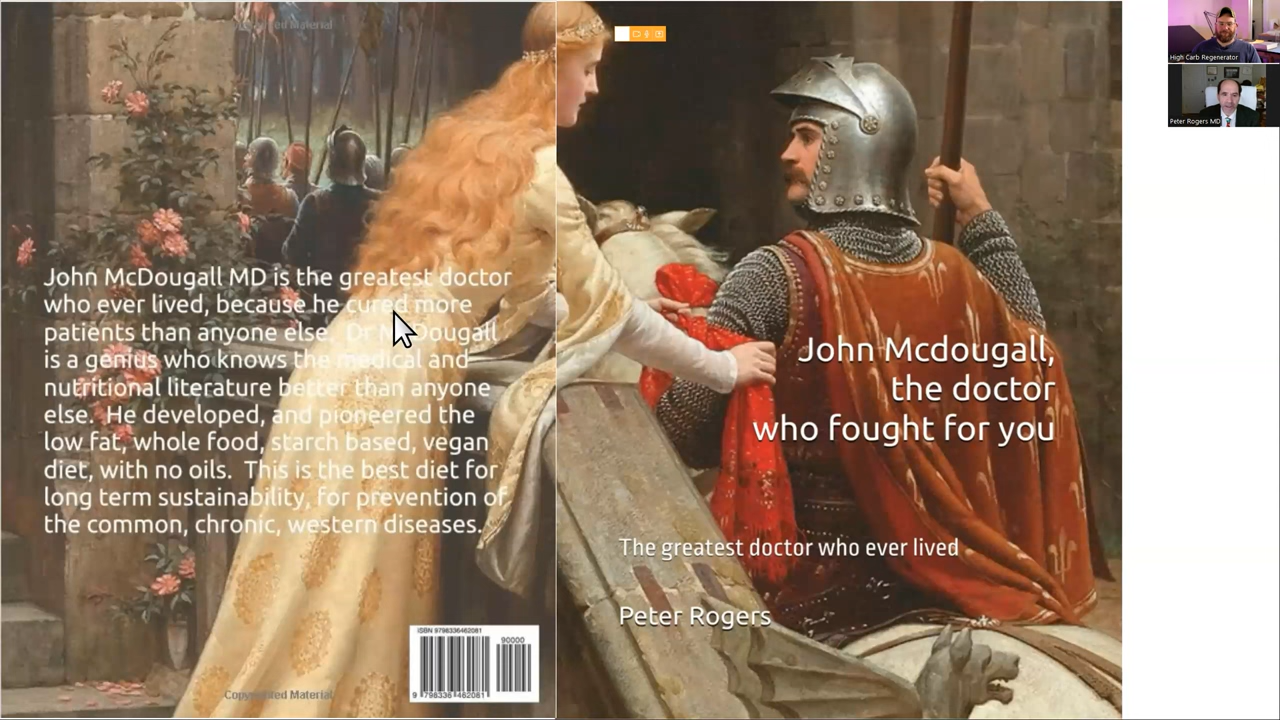 John McDougall MD is the greatest doctor
who ever lived, because he cured more
patients than anyone else. Dr McDougall
is a genius who knows the medical and
nutritional literature better than anyone
else. He developed, and pioneered the
low fat, whole food, starch based, vegan
diet, with no oils. This is the best diet for
long term sustainability, for prevention of
the common, chronic, western diseases.
ISBN 9798336462081
90000
9 798336 462081
Copyrighted Material
John Mcdougall,
the doctor
who fought for you
The greatest doctor who ever lived
Peter Rogers
High Carb Regenerator
Peter Rogers MD